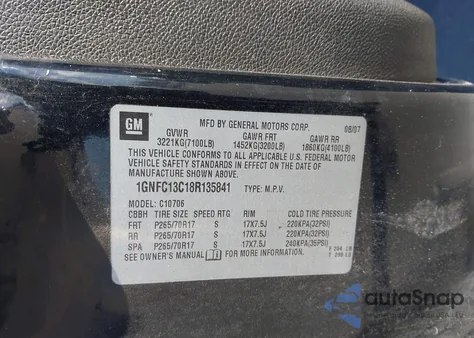 GM
MFD BY GENERAL MOTORS CORP. 08/07
GVWR GAWR FRT GAWR RR
3221KG(7100LB) 1452KG(3200LB) 1860KG(4100LB)
THIS VEHICLE CONFORMS TO ALL APPLICABLE U.S. FEDERAL MOTOR
VEHICLE SAFETY STANDARDS IN EFFECT ON THE DATE OF
MANUFACTURE SHOWN ABOVE.
1GNFC13C18R135841 TYPE: M.P.V.
MODEL: C10706
CBBH TIRE SIZE SPEED RTG RIM COLD TIRE PRESSURE
FRT P265/70R17 S 17X7.5J 220KPA(32PSI)
RR P265/70R17 S 17X7.5J 220KPA(32PSI)
SPA P265/70R17 S 17X7.5J 240KPA(35PSI)
SEE OWNER'S MANUAL FOR MORE INFORMATION.
autoSnap